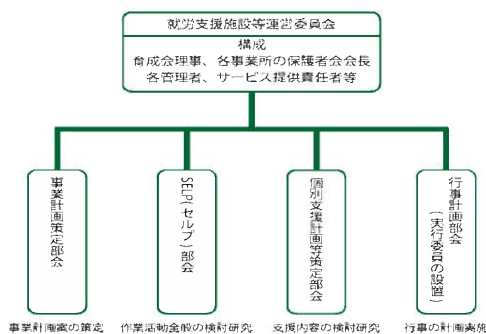 就労支援施設等運営委員会
構成
育成会理事、各事業所の保護者会会長
各管理者、サービス提供責任者等
事業計画策定部会
SELP(セルプ)部会
個別支援計画等策定部会
行事計画部会
(実行委員の設置)
事業計画案の策定
作業活動全般の検討研究
支援内容の検討研究
行事の計画実施